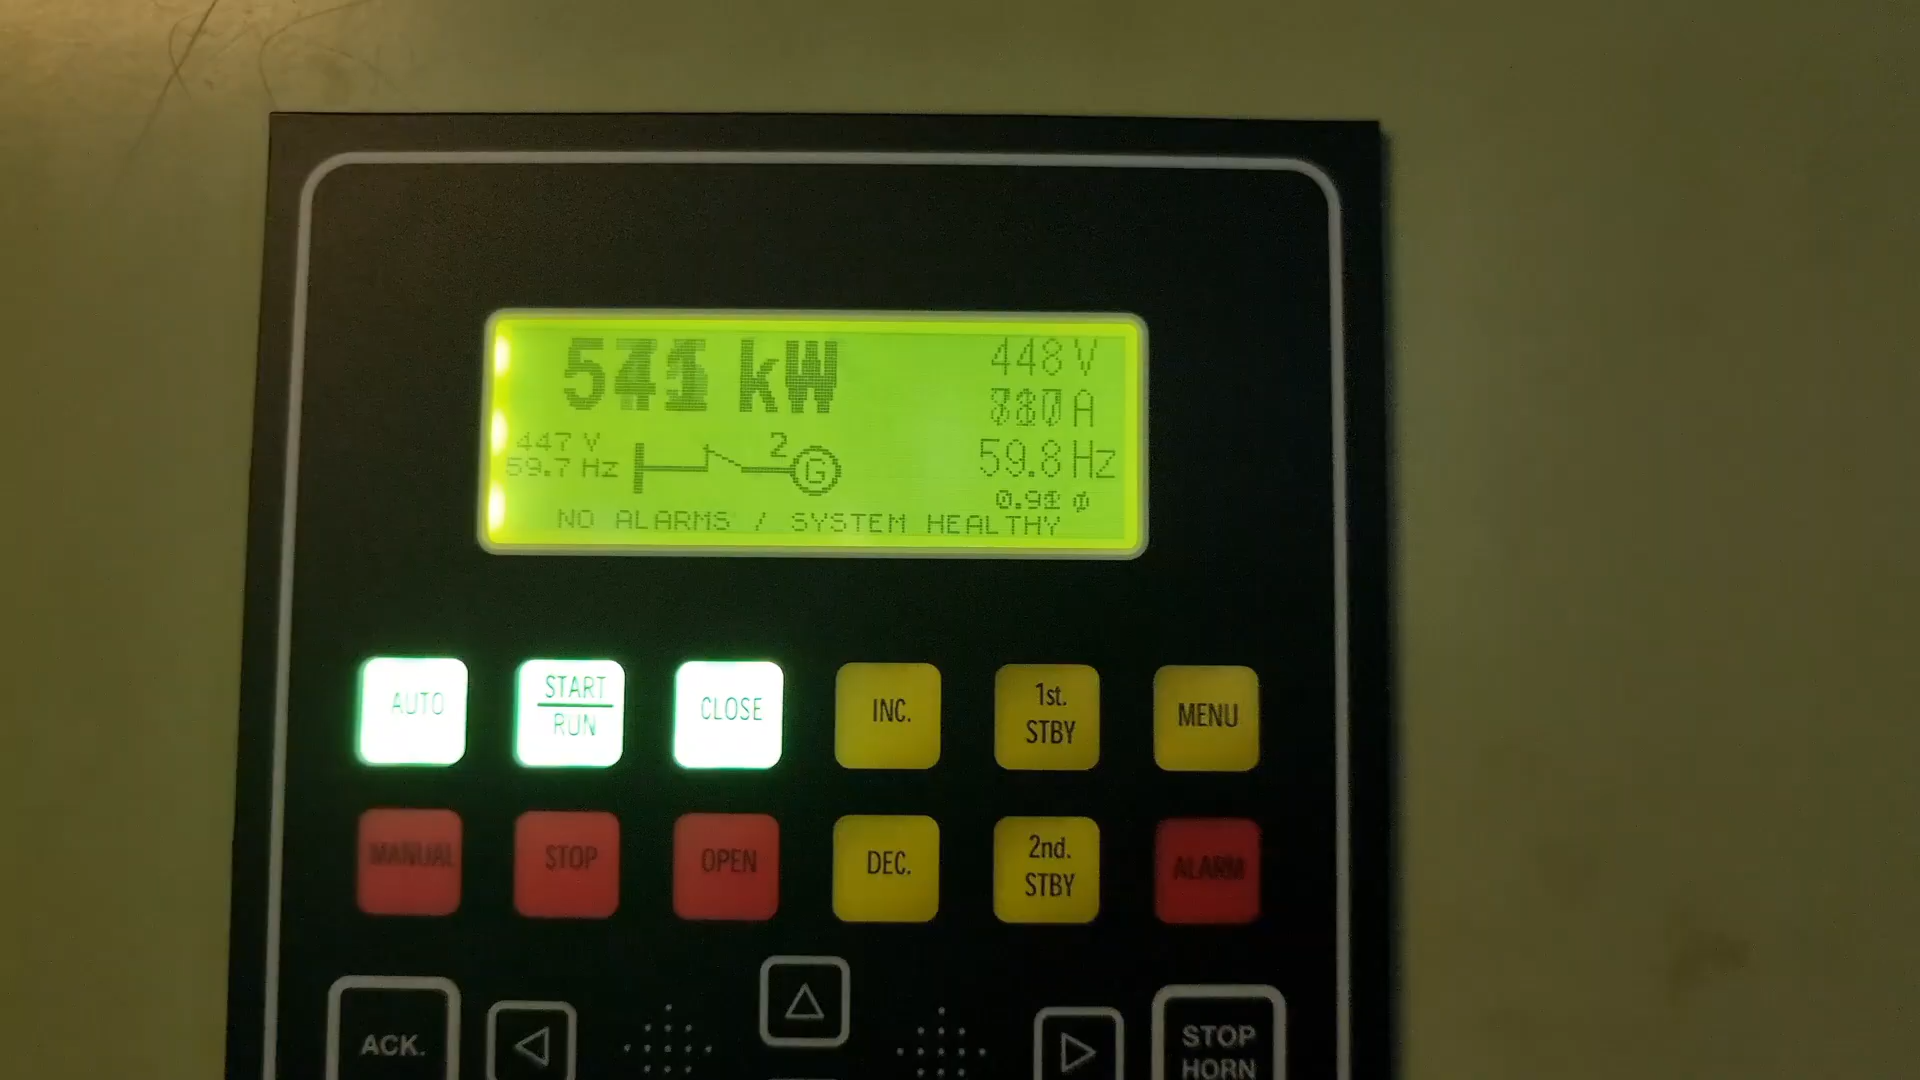 kW
448 V
A
59.8 Hz
447 V
59.7 Hz
2
G
NO ALARMS / SYSTEM HEALTHY
AUTO
START
RUN
CLOSE
INC.
1st.
STBY
MENU
MANUAL
STOP
OPEN
DEC.
2nd.
STBY
ALARM
ACK.
STOP
HORN